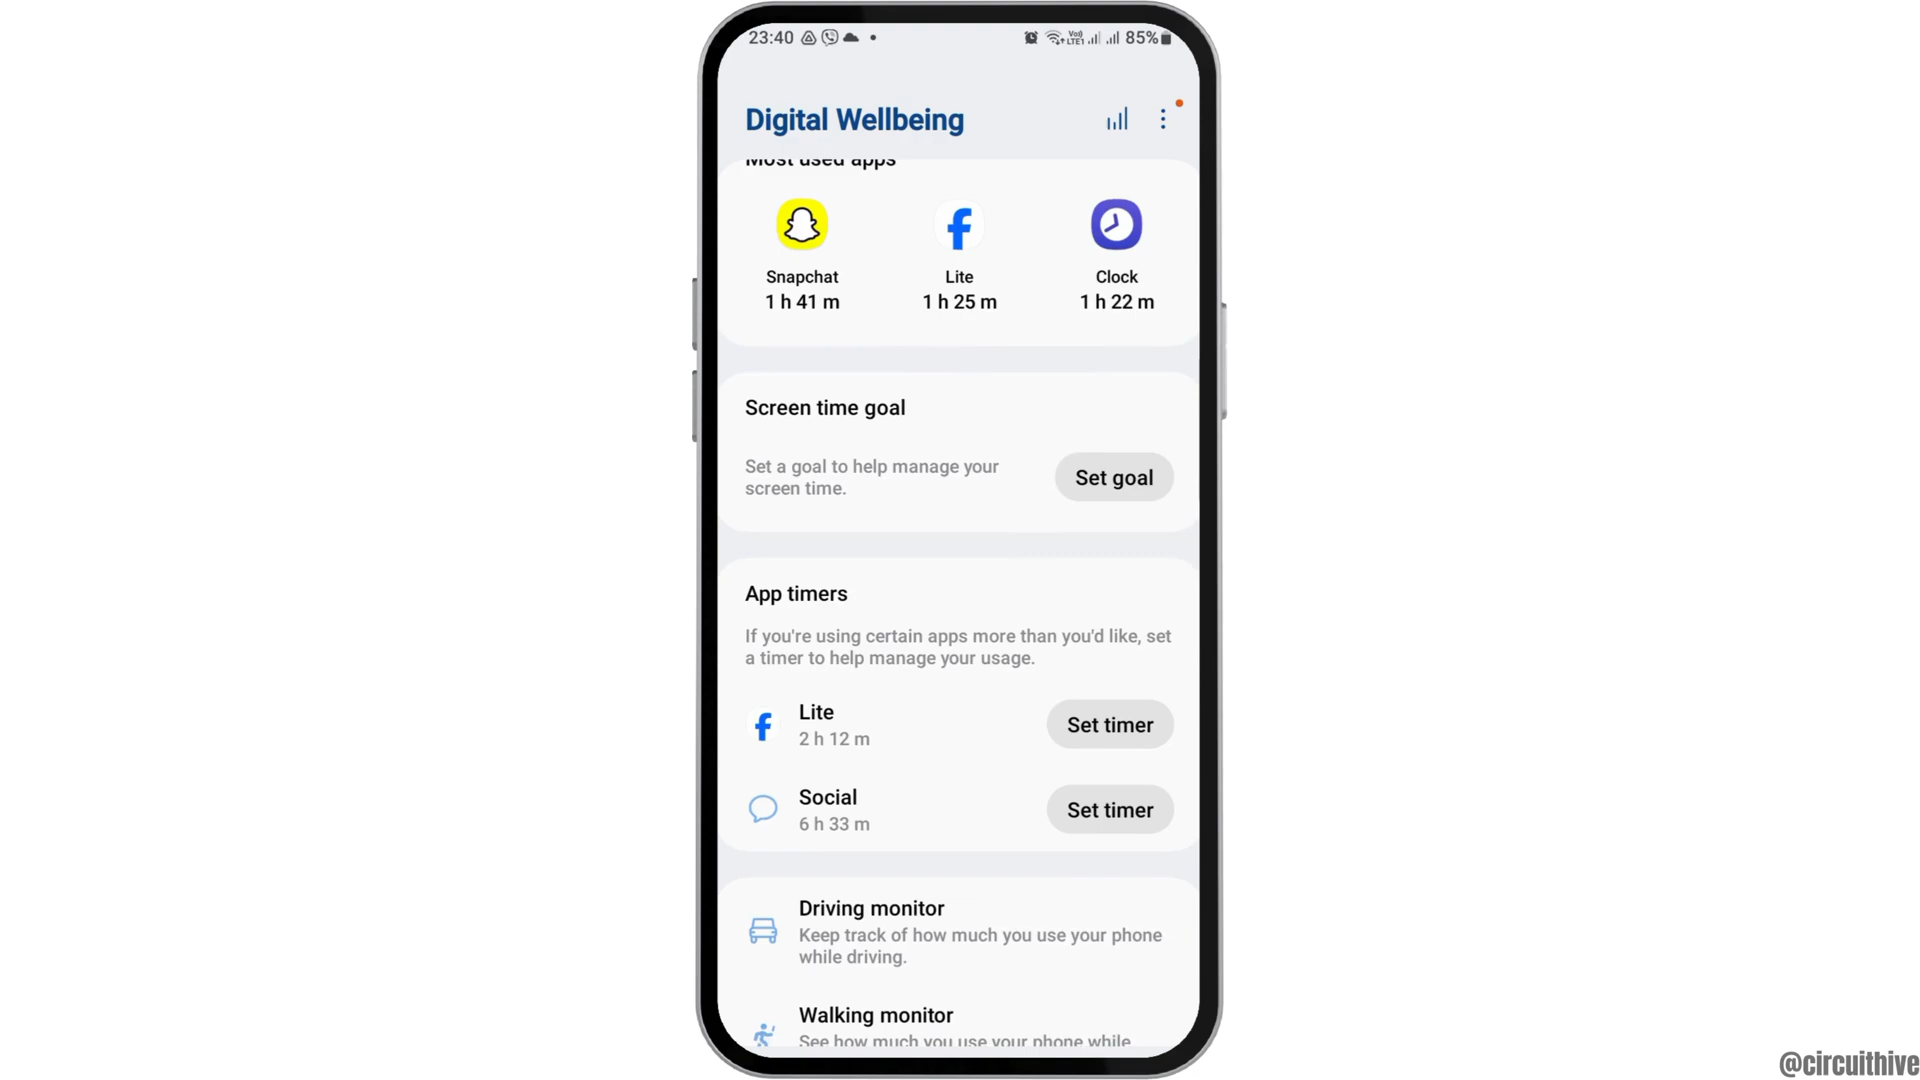 23:40
Vo))
LTE1
85%
Digital Wellbeing
Most used apps
Snapchat
Lite
Clock
1 h 41 m
1 h 25 m
1 h 22 m
Screen time goal
Set a goal to help manage your
screen time.
Set goal
App timers
If you're using certain apps more than you'd like, set
a timer to help manage your usage.
Lite
2 h 12 m
Set timer
Social
6 h 33 m
Set timer
Driving monitor
Keep track of how much you use your phone
while driving.
Walking monitor
See how much you use your phone while
@circuithive